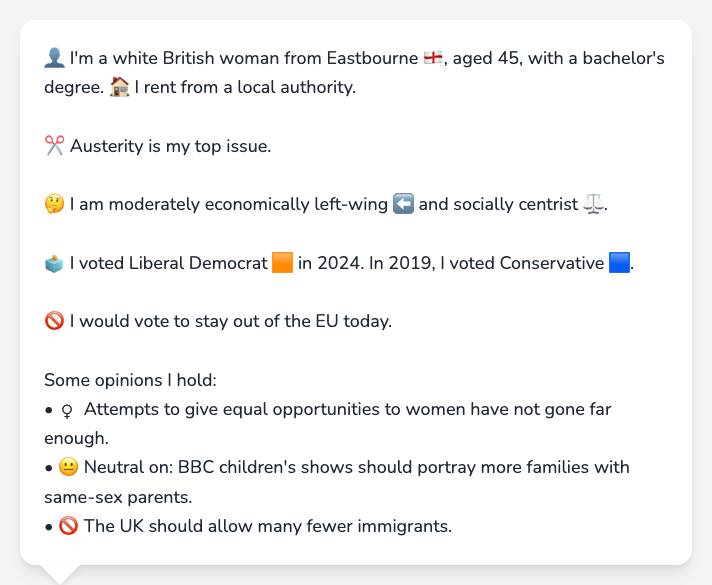 👤 I'm a white British woman from Eastbourne 🏴󠁧󠁢󠁥󠁮󠁧󠁿, aged 45, with a bachelor's
degree. 🏠 I rent from a local authority.
✂️ Austerity is my top issue.
🤔 I am moderately economically left-wing ⬅️ and socially centrist ⚖️.
🗳️ I voted Liberal Democrat 🟧 in 2024. In 2019, I voted Conservative 🟦.
🚫 I would vote to stay out of the EU today.
Some opinions I hold:
• ♀ Attempts to give equal opportunities to women have not gone far
enough.
• 😐 Neutral on: BBC children's shows should portray more families with
same-sex parents.
• 🚫 The UK should allow many fewer immigrants.